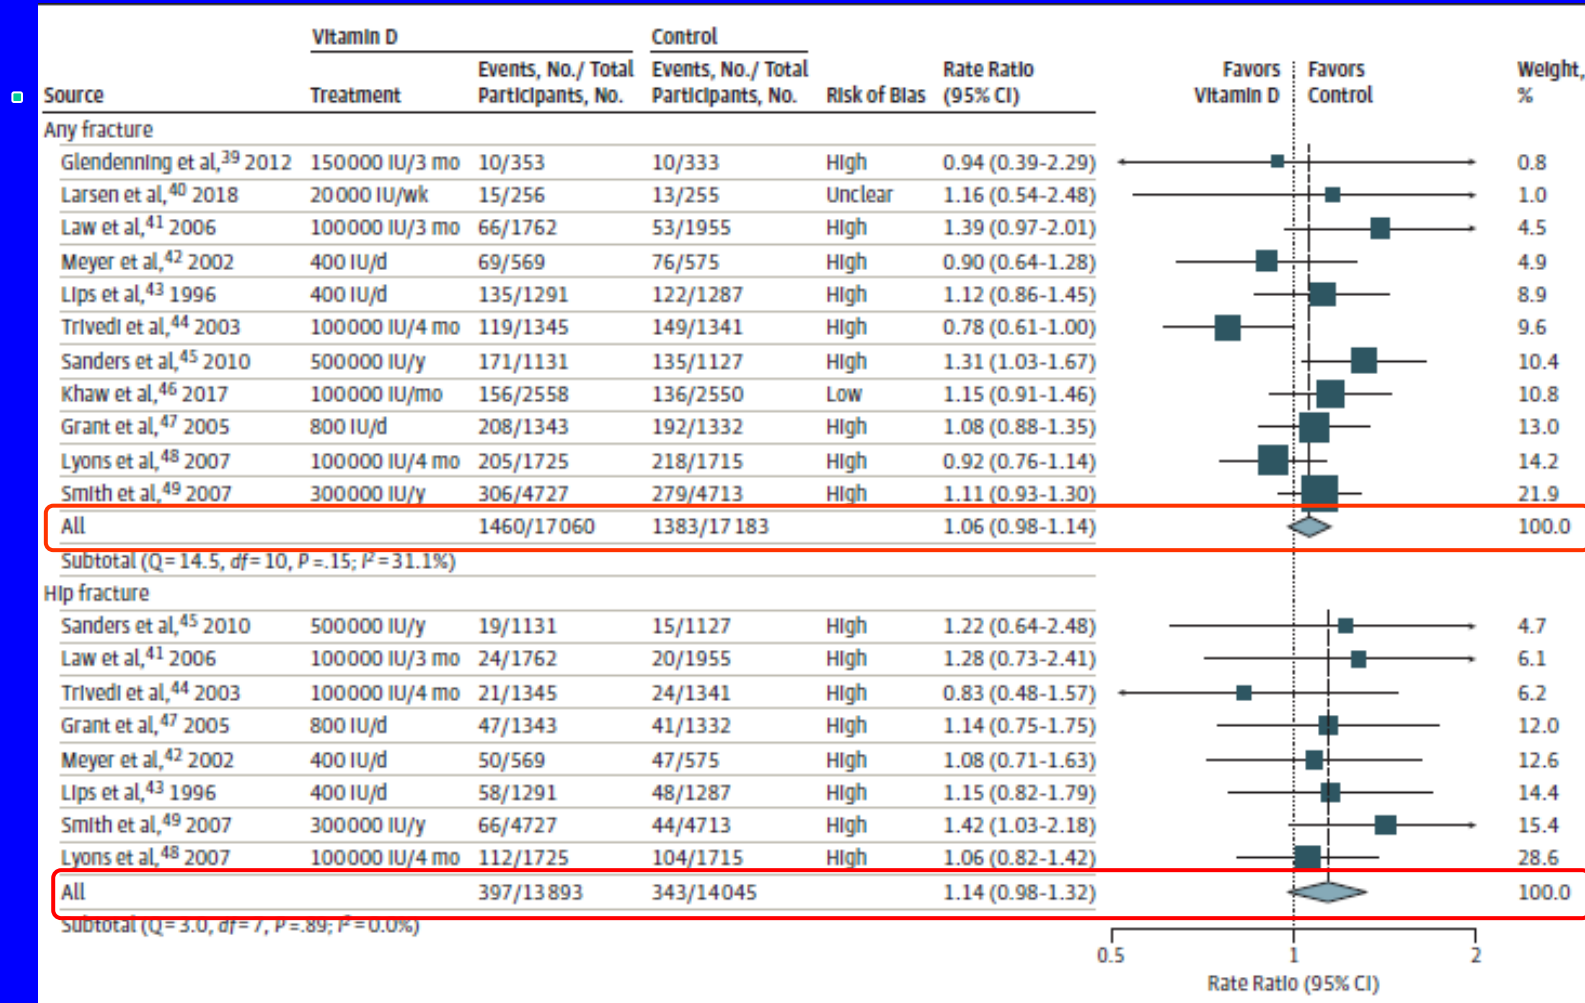 Vitamin D Control
Events, No./ Total Events, No./ Total Rate Ratio Favors Favors Weight,
Source Treatment Participants, No. Participants, No. Risk of Bias (95% CI) Vitamin D Control %
Any fracture
Glendenning et al,39 2012 150000 IU/3 mo 10/353 10/333 High 0.94 (0.39-2.29) 0.8
Larsen et al,40 2018 20000 IU/wk 15/256 13/255 Unclear 1.16 (0.54-2.48) 1.0
Law et al,41 2006 100000 IU/3 mo 66/1762 53/1955 High 1.39 (0.97-2.01) 4.5
Meyer et al,42 2002 400 IU/d 69/569 76/575 High 0.90 (0.64-1.28) 4.9
Lips et al,43 1996 400 IU/d 135/1291 122/1287 High 1.12 (0.86-1.45) 8.9
Trivedi et al,44 2003 100000 IU/4 mo 119/1345 149/1341 High 0.78 (0.61-1.00) 9.6
Sanders et al,45 2010 500000 IU/y 171/1131 135/1127 High 1.31 (1.03-1.67) 10.4
Khaw et al,46 2017 100000 IU/mo 156/2558 136/2550 Low 1.15 (0.91-1.46) 10.8
Grant et al,47 2005 800 IU/d 208/1343 192/1332 High 1.08 (0.88-1.35) 13.0
Lyons et al,48 2007 100000 IU/4 mo 205/1725 218/1715 High 0.92 (0.76-1.14) 14.2
Smith et al,49 2007 300000 IU/y 306/4727 279/4713 High 1.11 (0.93-1.30) 21.9
All 1460/17060 1383/17183 1.06 (0.98-1.14) 100.0
Subtotal (Q = 14.5, df = 10, P = .15; I² = 31.1%)
Hip fracture
Sanders et al,45 2010 500000 IU/y 19/1131 15/1127 High 1.22 (0.64-2.48) 4.7
Law et al,41 2006 100000 IU/3 mo 24/1762 20/1955 High 1.28 (0.73-2.41) 6.1
Trivedi et al,44 2003 100000 IU/4 mo 21/1345 24/1341 High 0.83 (0.48-1.57) 6.2
Grant et al,47 2005 800 IU/d 47/1343 41/1332 High 1.14 (0.75-1.75) 12.0
Meyer et al,42 2002 400 IU/d 50/569 47/575 High 1.08 (0.71-1.63) 12.6
Lips et al,43 1996 400 IU/d 58/1291 48/1287 High 1.15 (0.82-1.79) 14.4
Smith et al,49 2007 300000 IU/y 66/4727 44/4713 High 1.42 (1.03-2.18) 15.4
Lyons et al,48 2007 100000 IU/4 mo 112/1725 104/1715 High 1.06 (0.82-1.42) 28.6
All 397/13893 343/14045 1.14 (0.98-1.32) 100.0
Subtotal (Q = 3.0, df = 7, P = .89; I² = 0.0%)
0.5 1 2
Rate Ratio (95% CI)